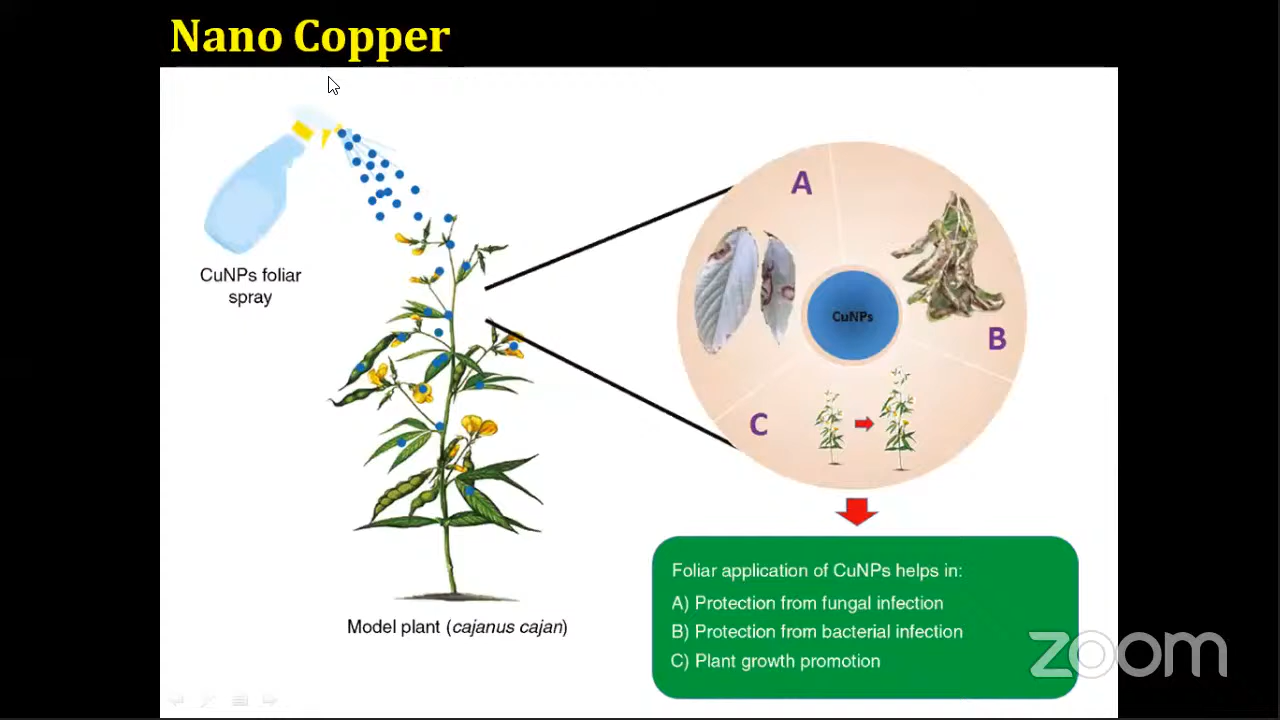 Nano Copper
CuNPs foliar
spray
A
B
C
CuNPs
Model plant (cajanus cajan)
Foliar application of CuNPs helps in:
A) Protection from fungal infection
B) Protection from bacterial infection
C) Plant growth promotion
zoom